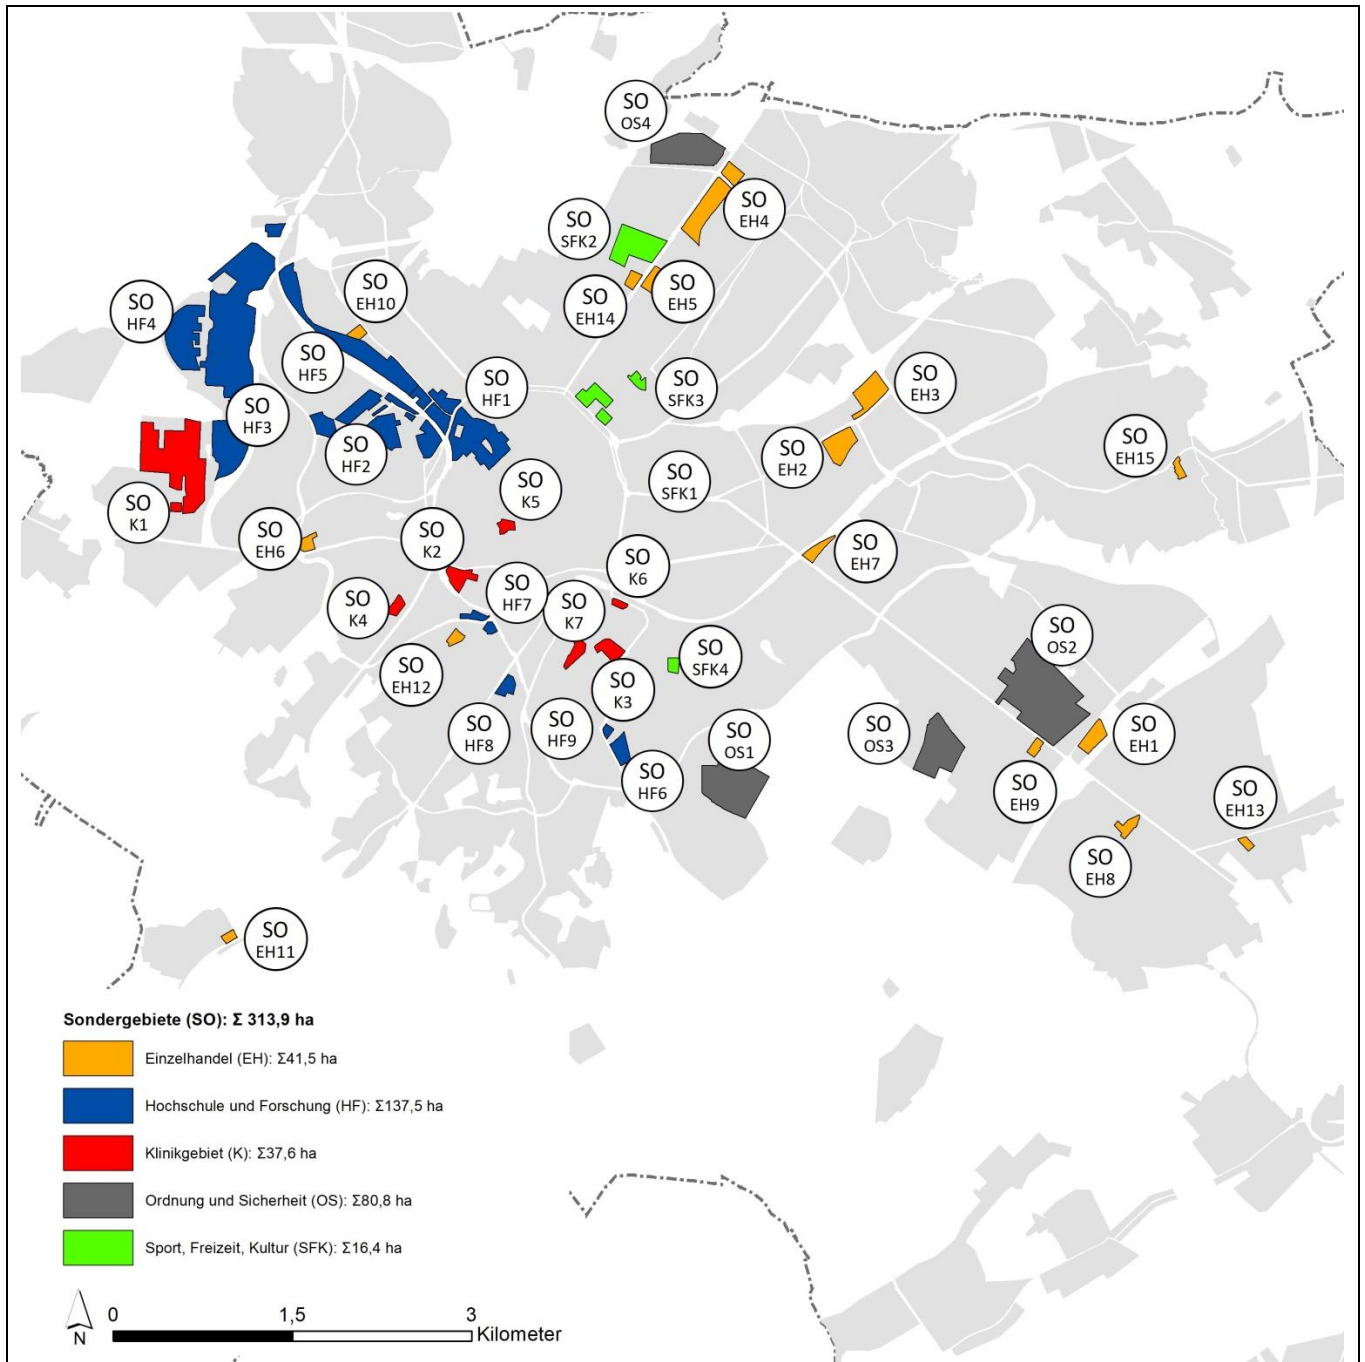 SO
OS4
SO
EH4
SO
SFK2
SO
EH10
SO
EH14
SO
EH5
SO
HF4
SO
HF5
SO
HF1
SO
SFK3
SO
EH3
SO
HF3
SO
HF2
SO
EH2
SO
EH15
SO
K5
SO
SFK1
SO
K1
SO
EH6
SO
K2
SO
EH7
SO
K6
SO
HF7
SO
K7
SO
K4
SO
OS2
SO
SFK4
SO
EH12
SO
K3
SO
HF8
SO
HF9
SO
OS1
SO
OS3
SO
EH1
SO
HF6
SO
EH9
SO
EH13
SO
EH8
SO
EH11
Sondergebiete (SO): Σ 313,9 ha
Einzelhandel (EH): Σ41,5 ha
Hochschule und Forschung (HF): Σ137,5 ha
Klinikgebiet (K): Σ37,6 ha
Ordnung und Sicherheit (OS): Σ80,8 ha
Sport, Freizeit, Kultur (SFK): Σ16,4 ha
0 1,5 3
Kilometer
N